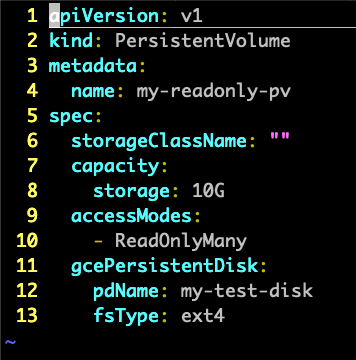 1 apiVersion: v1
2 kind: PersistentVolume
3 metadata:
4   name: my-readonly-pv
5 spec:
6   storageClassName: ""
7   capacity:
8     storage: 10G
9   accessModes:
10     - ReadOnlyMany
11   gcePersistentDisk:
12     pdName: my-test-disk
13     fsType: ext4
~